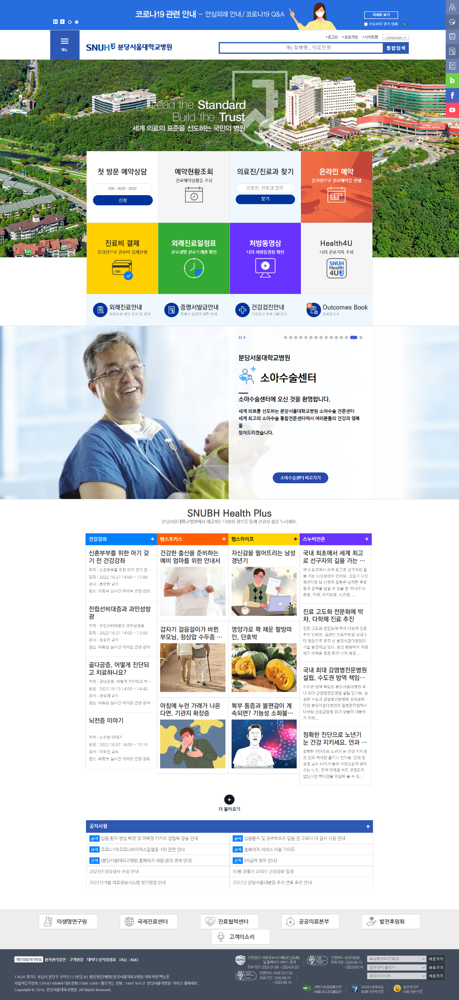 코로나19 관련 안내 – 안심외래 안내 / 코로나19 Q&A
자세히 보기
오늘하루 열지 않음
로그인 회원가입 사이트맵 Language
메뉴
SNUH 분당서울대학교병원
예) 질병명 , 의료진명
통합검색
Lead the Standard
Build the Trust
세계 의료의 표준을 선도하는 국민의 병원
첫 방문 예약상담
000 - 0000 - 0000
신청
예약현황조회
진료예약현황을 조회
의료진/진료과 찾기
의료진, 진료과 입력
찾기
온라인 예약
온라인으로 진료예약을 진행
진료비 결제
온라인으로 진료비 결제진행
외래진료일정표
진료과별 진료스케쥴 확인
처방동영상
나의 처방동영상 확인
Health4U
나의 진료기록 조회
SNUH
Health
4U
외래진료안내
외래진료 관련 절차 및 안내
증명서발급안내
증명서 발급에 대한 안내
건강검진안내
건강검진 프로그램 안내
N
Outcomes Book
의료질지표
분당서울대학교병원
소아수술센터
소아수술센터에 오신 것을 환영합니다.
세계 의료를 선도하는 분당서울대학교병원 소아수술 전문센터
세계 최고의 소아수술 통합전문센터에서 여러분들의 건강과 행복
을
찾아드리겠습니다.
소아수술센터 바로가기
SNUBH Health Plus
분당서울대학교병원에서 제공하는 다양한 정보를 통해 건강한 삶을 누리세요.
건강강좌
신혼부부를 위한 아기 갖
기 전 건강강좌
주제 : 신혼부부를 위한 아기 갖기 전 …
일정 : 2022.10.27 14:00 ~ 15:00
강사 : 홍연희 교수
장소 :유튜브 실시간 라이브 건강 강좌
전립선비대증과 과민성방
광
주제 : 전립선비대증과 과민성방광
일정 : 2022.10.21 14:00 ~ 15:00
강사 : 정성진 교수
장소 :유튜브 실시간 라이브 건강 강좌
골다공증, 어떻게 진단되
고 치료하나요?
주제 : 골다공증, 어떻게 진단되고 치…
일정 : 2022.10.13 14:00 ~ 14:40
강사 : 공성혜 교수
장소 :유튜브 실시간 라이브 건강 강좌
뇌전증 이야기
주제 : 뇌전증 이야기
일정 : 2022.10.07 14:00 ~ 15:10
강사 : 이우진 교수
장소 :유튜브 실시간 라이브 건강 강좌
헬스포커스
건강한 출산을 준비하는
예비 엄마를 위한 안내서
갑자기 걸음걸이가 바뀐
부모님, 정상압 수두증 …
아침에 누런 가래가 나온
다면, 기관지 확장증
헬스라이프
자신감을 떨어뜨리는 남성
갱년기
영양가로 꽉 채운 팔방미
인, 단호박
복부 통증과 불편감이 계
속되면? 기능성 소화불…
스누비안존
국내 최초에서 세계 최고
로 선구자의 길을 가는 …
국내 최초에서 세계 최고로 선구자의 길
을 가는 뇌신경센터 인터뷰. 권오기 뇌신
경센터장 뇌 신경계 질환은 심각한 후유
증과 장애를 남길 수 있을 뿐 아니라 뇌
졸중, 치매, 어지럼증, 뇌전증, ...
진료 고도화 전문화에 박
차, 다학제 진료 추진
진료 고도화·전문화에 박차 다학제 진료
추진 인터뷰. 김관민 진료부원장 국내 5
대 병원으로 우뚝 선 분당서울대병원이
거듭 발전하고 있다. 일선 병원에서 해결
하기 어려운 중증·희귀·난치·복합...
국내 최대 감염병전문병원
설립, 수도권 방역 책임…
수도권 방역 책임질 분당서울대병원 국
내 최대 감염병전문병원 설립 인터뷰. 송
정한 수도권 감염병전문병원 설립준비
단장 분당서울대병원이 질병관리청에서
대규모 신종감염병 위기 상황에 대응하
기 위해...
정확한 진단으로 노년기
눈 건강 지키세요. 안과 …
정확한 진단으로 노년기 눈 건강 지키세
요 안과 백내장 클리닉 인터뷰. 안과 현
준영 교수 나이가 들며 자연스럽게 찾아
오는 노안. 만약 안경을 써도 교정되지
않는다면 백내장을 의심해 볼 수 있...
더 불러오기
공지사항
공지 입원 환자 병실 배정 및 미배정 카카오 알림톡 발송 안내
공지 입원환자 및 상주보호자 입원 전 코로나19 검사 시행 안내
공지 코로나19(코로나바이러스감염증-19) 관련 안내
공지 홈페이지 서비스 이용 가이드
공지 [분당서울대학교병원 홈페이지 회원 관리 정책 안내]
공지 [비급여 항목 안내]
2023년 임상강사 초빙 안내
10월 유튜브 라이브 건강강좌 일정
2022년 9월 의료정보시스템 정기점검 안내
2022년 분당서울대병원 추석 연휴 휴진 안내
의생명연구원
국제진료센터
진료협력센터
공공의료본부
발전후원회
고객의소리
개인정보처리방침 환자권리장전 고객헌장 데이터 심의위원회 FAQ ALIO
13620 경기도 성남시 분당구 구미로173번길 82 법인명(단체명):분당서울대학교병원 대표자명:백남종
사업자등록번호:129-82-06989 대표전화:1588-3369 / 말로거는 전화 : 1641 누르고 '분당서울대병원' 이라고 말하세요.
Copyright © 2016. 분당서울대학교병원. All Rights Reserved.
인증범위 : 의료정보시스템(OCS,EMR)
및 홈페이지 서비스 운영
유효기간 : 2021.01.06 ~ 2024.01.05
인증번호 : IS 679936
유효기간 : 2020.09.15
~ 2023.09.14
인증번호 : PHIS 731156
유효기간 : 2020.09.15
~ 2023.09.14
과학기술정보통신부
WEB ACCESSIBILITY
미국외 세계최초
EMR 7단계 인증
보건복지부
의료기관 인증
특성화센터/진료과 바로가기
협진센터/클리닉 바로가기
패밀리사이트 바로가기